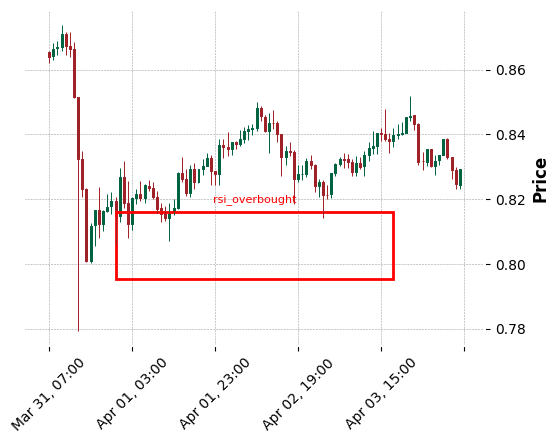 0.86
0.84
0.82
0.80
0.78
Price
rsi_overbought
Mar 31, 07:00
Apr 01, 03:00
Apr 01, 23:00
Apr 02, 19:00
Apr 03, 15:00